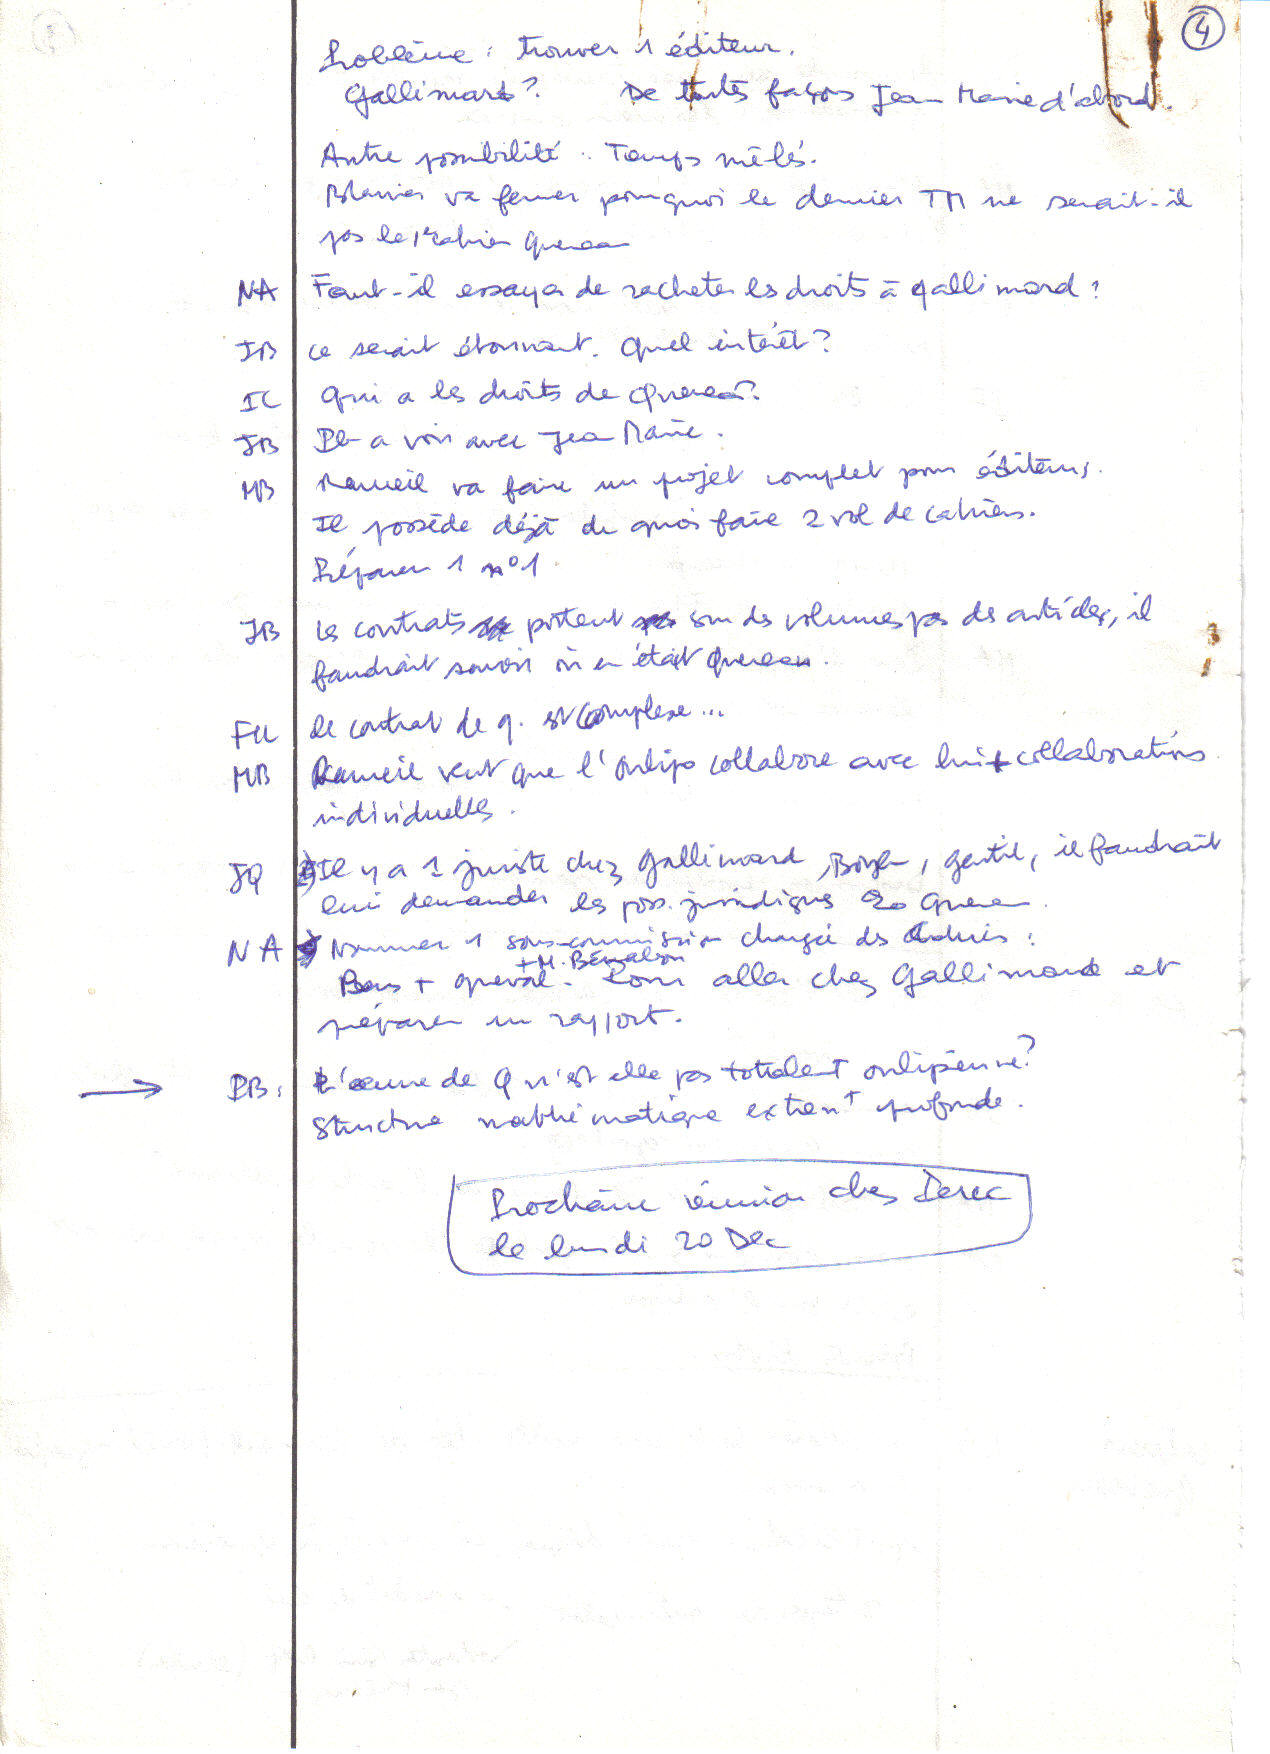 4
Problème : trouver 1 éditeur.
Gallimard ? De toutes façons Jean Marie d'abord.
Autre possibilité : Temps mêlés.
Blavier va fermer pourquoi le dernier TM ne serait-il
pas le 1er cahier Queneau
NA Faut-il essayer de racheter les droits à Gallimard ?
JB ce serait étonnant. Quel intérêt ?
IC Qui a les droits de Queneau ?
JB a voir avec Jean Marie.
MB Rameil va faire un projet complet pour éditeurs.
Il possède déjà de quoi faire 2 vol de cahiers.
Préparer 1 n°1.
JB les contrats portent sur des volumes pas des articles, il
faudrait savoir où en était Queneau.
FLL Le contrat de q. est complexe...
MB Rameil veut que l'Oulipo collabore avec lui + collaborations
individuelles.
JQ Il y a 1 juriste chez Gallimard, gentil, il faudrait
lui demander les poss. juridiques Queneau.
NA Nommer 1 sous-commission chargée des :
+ M. Bénabou
Bens + Queval. Pour aller chez Gallimard et
préparer un rapport.
PB : L'œuvre de Q n'est elle pas totalemt oulipienne ?
Structure mathématique extremt profonde.
Prochaine réunion chez Perec
le lundi 20 Dec